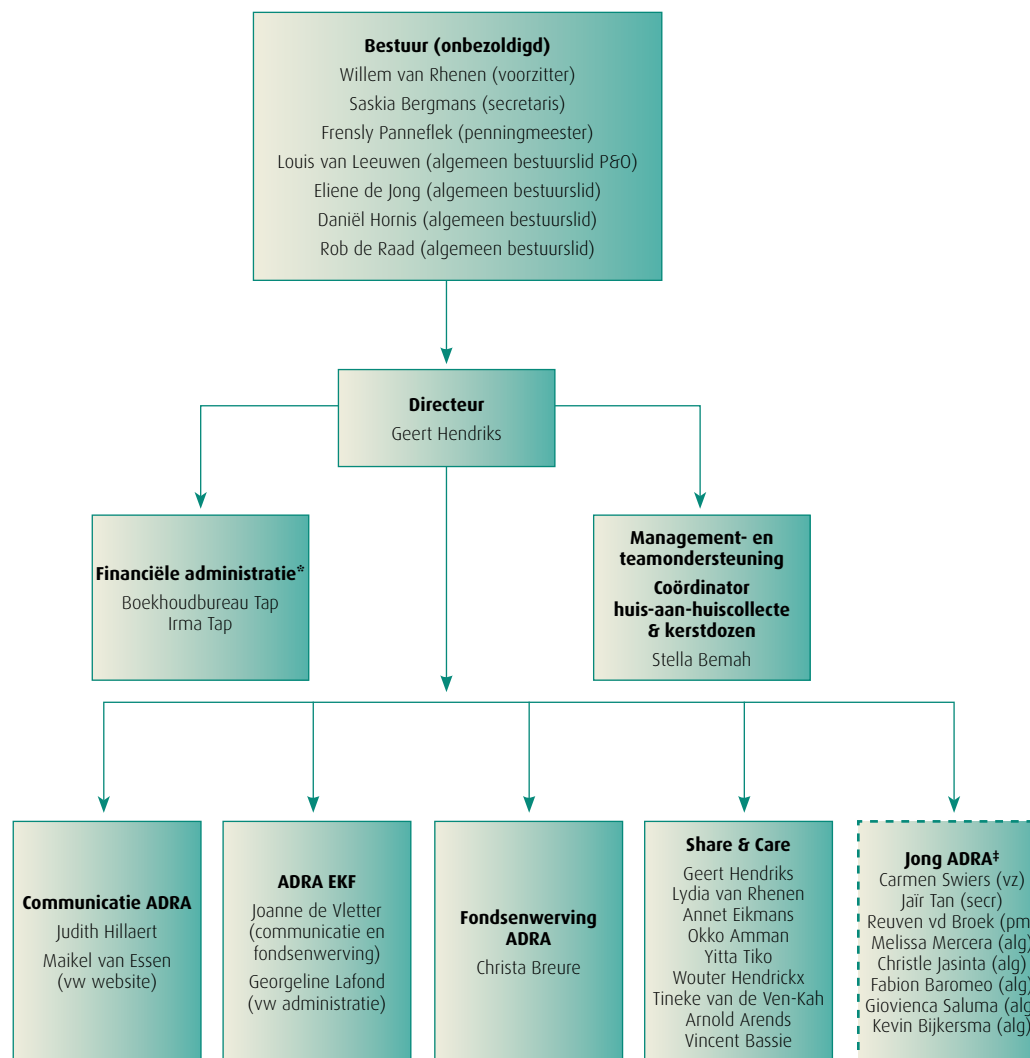 Bestuur (onbezoldigd)
Willem van Rhenen (voorzitter)
Saskia Bergmans (secretaris)
Frensly Panneflek (penningmeester)
Louis van Leeuwen (algemeen bestuurslid P&O)
Eliene de Jong (algemeen bestuurslid)
Daniël Hornis (algemeen bestuurslid)
Rob de Raad (algemeen bestuurslid)
Directeur
Geert Hendriks
Financiële administratie*
Boekhoudbureau Tap
Irma Tap
Management- en
teamondersteuning
Coördinator
huis-aan-huiscollecte
& kerstdozen
Stella Bemah
Communicatie ADRA
Judith Hillaert
Maikel van Essen
(vw website)
ADRA EKF
Joanne de Vletter
(communicatie en
fondsenwerving)
Georgeline Lafond
(vw administratie)
Fondsenwerving
ADRA
Christa Breure
Share & Care
Geert Hendriks
Lydia van Rhenen
Annet Eikmans
Okko Amman
Yitta Tiko
Wouter Hendrickx
Tineke van de Ven-Kah
Arnold Arends
Vincent Bassie
Jong ADRA‡
Carmen Swiers (vz)
Jaïr Tan (secr)
Reuven vd Broek (pm
Melissa Mercera (alg)
Christle Jasinta (alg)
Fabion Baromeo (alg)
Giovienca Saluma (alg
Kevin Bijkersma (alg)